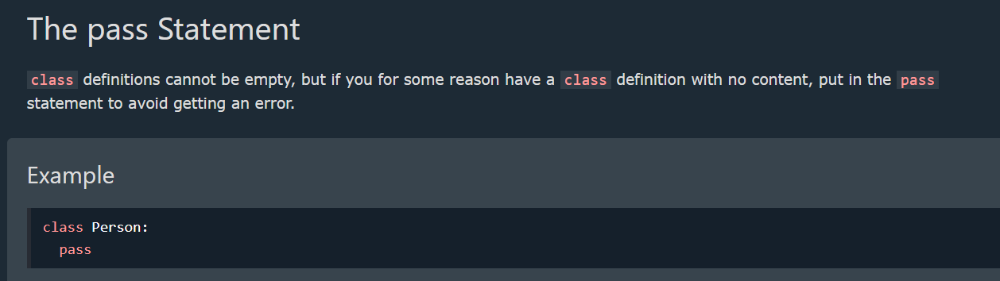 The pass Statement
class definitions cannot be empty, but if you for some reason have a class definition with no content, put in the pass
statement to avoid getting an error.
Example
class Person:
  pass